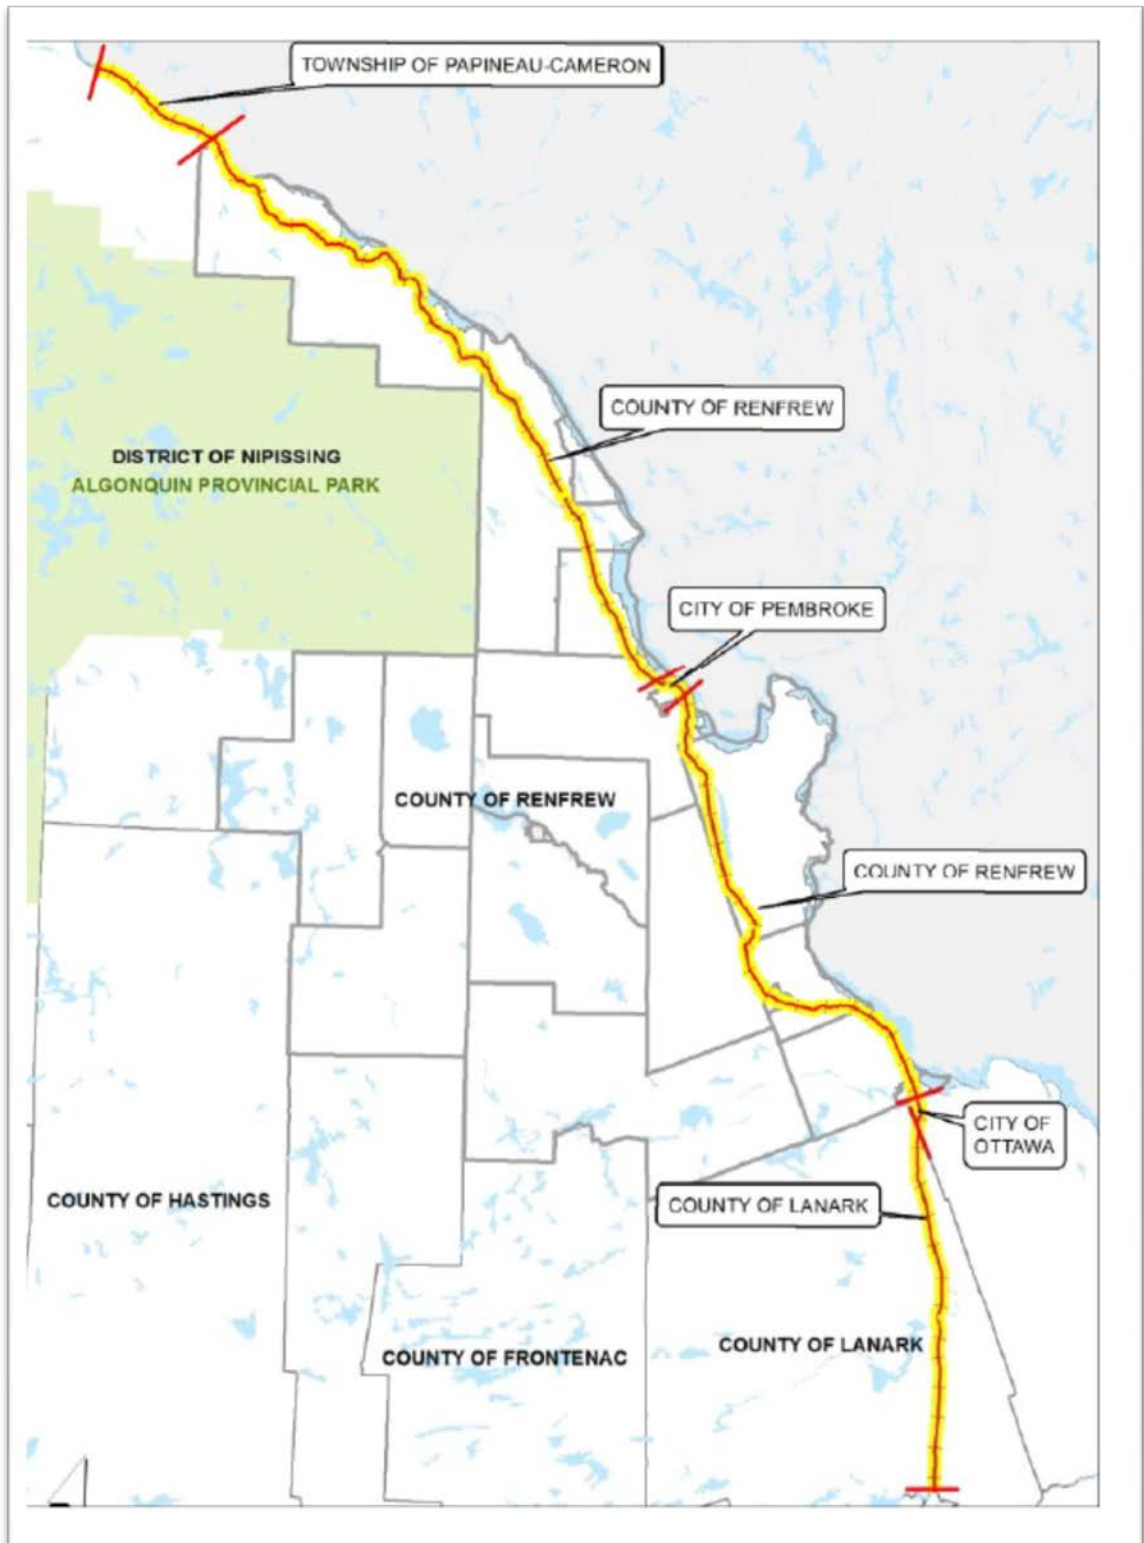 TOWNSHIP OF PAPINEAU-CAMERON
COUNTY OF RENFREW
DISTRICT OF NIPISSING
ALGONQUIN PROVINCIAL PARK
CITY OF PEMBROKE
COUNTY OF RENFREW
COUNTY OF RENFREW
CITY OF
OTTAWA
COUNTY OF HASTINGS
COUNTY OF LANARK
COUNTY OF LANARK
COUNTY OF FRONTENAC